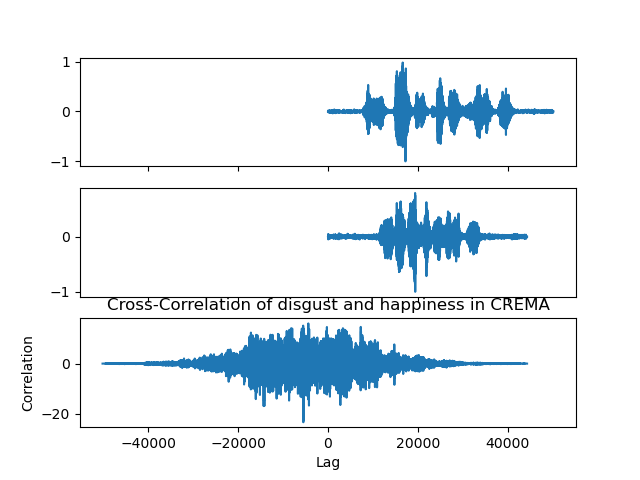 1
0
−1
0
−1
Cross-Correlation of disgust and happiness in CREMA
0
−20
Correlation
−40000 −20000 0 20000 40000
Lag